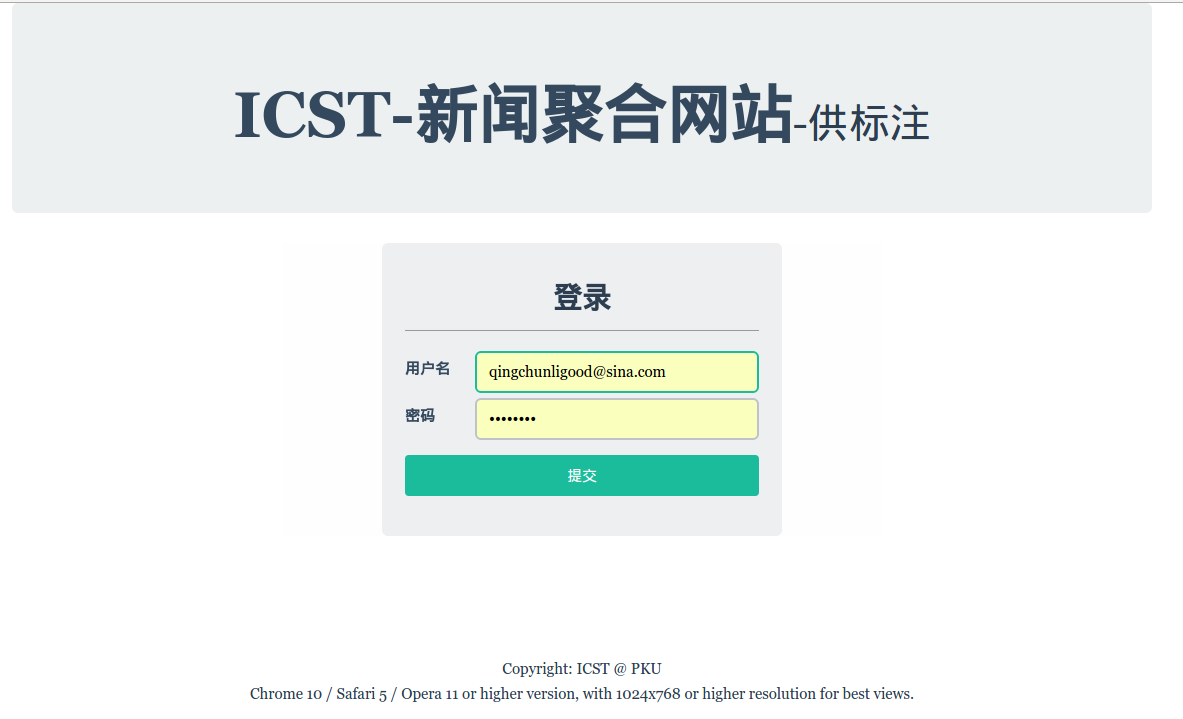 ICST-新闻聚合网站-供标注
登录
用户名
qingchunligood@sina.com
密码
••••••••
提交
Copyright: ICST @ PKU
Chrome 10 / Safari 5 / Opera 11 or higher version, with 1024x768 or higher resolution for best views.